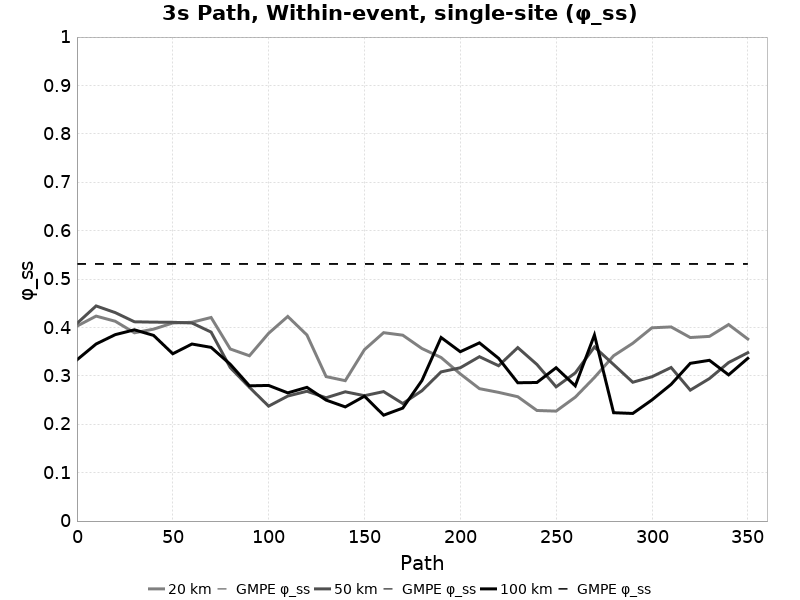 3s Path, Within-event, single-site (φ_ss)
1
0.9
0.8
0.7
0.6
0.5
0.4
0.3
0.2
0.1
0
φ_ss
0 50 100 150 200 250 300 350
Path
20 km GMPE φ_ss 50 km GMPE φ_ss 100 km GMPE φ_ss